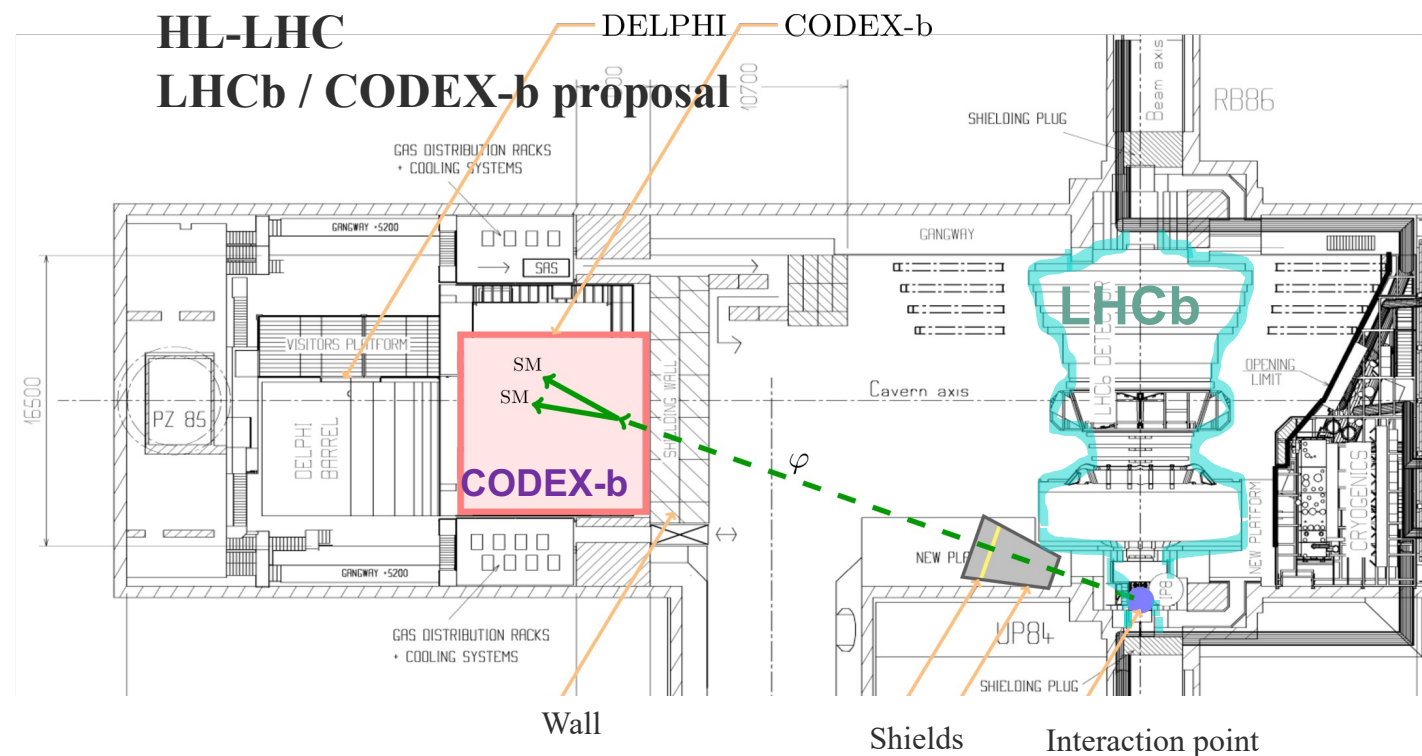 HL-LHC
DELPHI
CODEX-b
LHCb / CODEX-b proposal
10700
Beam axis
RB86
SHIELDING PLUG
GAS DISTRIBUTION RACKS
+ COOLING SYSTEMS
GANGWAY +5200
GANGWAY
SAS
LHCb
LHCb DETECTOR
VISITORS PLATFORM
OPENING
LIMIT
SM
SM
Cavern axis
16500
PZ 85
DELPHI
BARREL
SHIELDING WALL
CODEX-b
φ
NEW PLATFORM
CRYOGENICS
NEW PLA
IP8
GANGWAY +5200
GAS DISTRIBUTION RACKS
+ COOLING SYSTEMS
UP84
SHIELDING PLUG
Wall
Shields
Interaction point